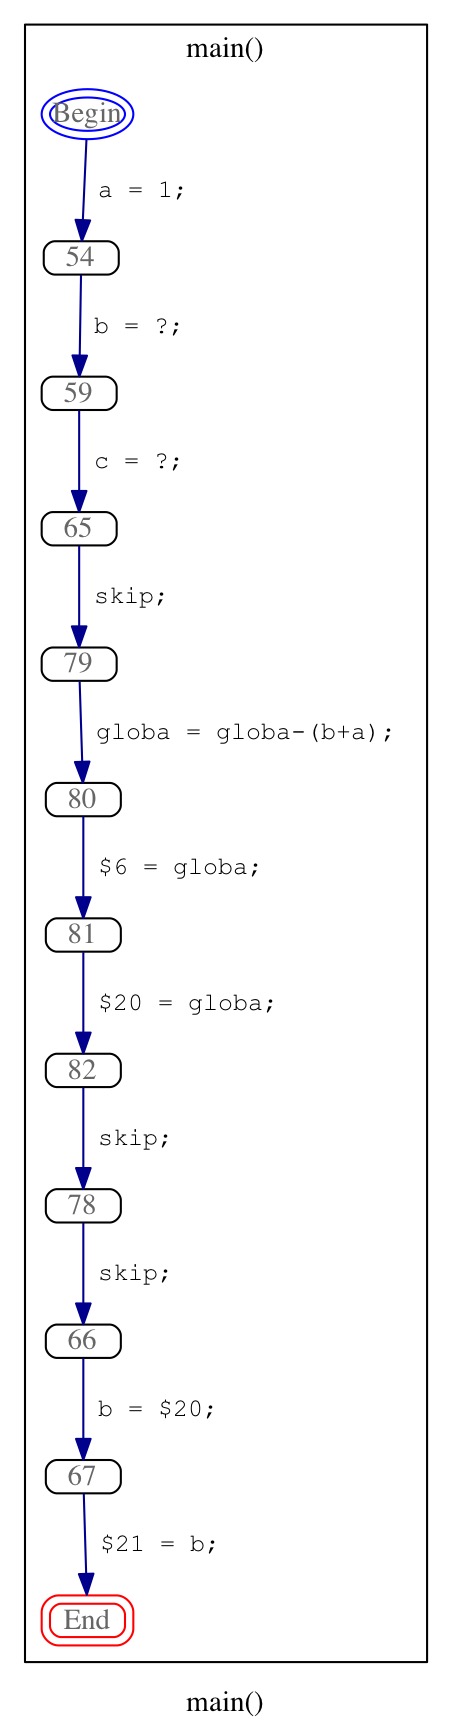 main()
Begin
a = 1;
54
b = ?;
59
c = ?;
65
skip;
79
globa = globa-(b+a);
80
$6 = globa;
81
$20 = globa;
82
skip;
78
skip;
66
b = $20;
67
$21 = b;
End
main()